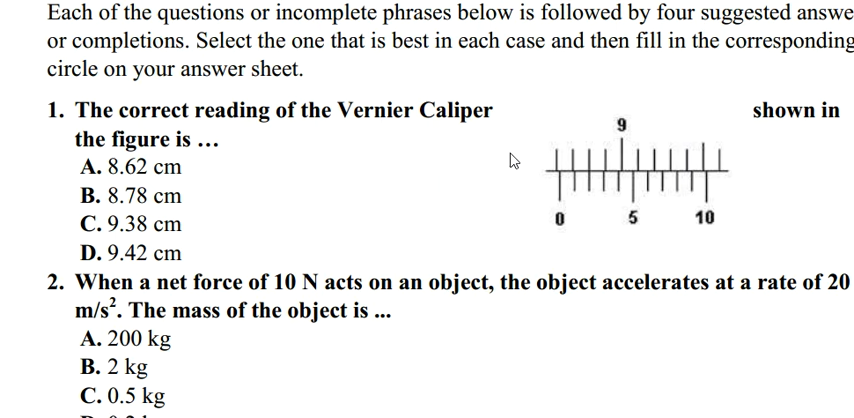 Each of the questions or incomplete phrases below is followed by four suggested answe
or completions. Select the one that is best in each case and then fill in the corresponding
circle on your answer sheet.
1. The correct reading of the Vernier Caliper shown in
the figure is ...
9
A. 8.62 cm
B. 8.78 cm
C. 9.38 cm
0 5 10
D. 9.42 cm
2. When a net force of 10 N acts on an object, the object accelerates at a rate of 20
m/s². The mass of the object is ...
A. 200 kg
B. 2 kg
C. 0.5 kg